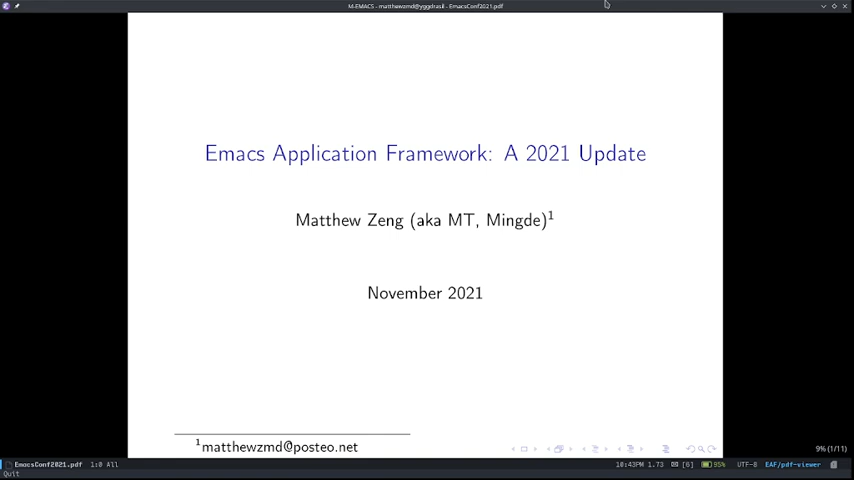 M-EMACS - matthewzmd@yggdrasil - EmacsConf2021.pdf
Emacs Application Framework: A 2021 Update
Matthew Zeng (aka MT, Mingde)¹
November 2021
¹matthewzmd@posteo.net
9% (1/11)
EmacsConf2021.pdf 1:0 All
10:43PM 1.73 [6] 95% UTF-8 EAF/pdf-viewer
Quit